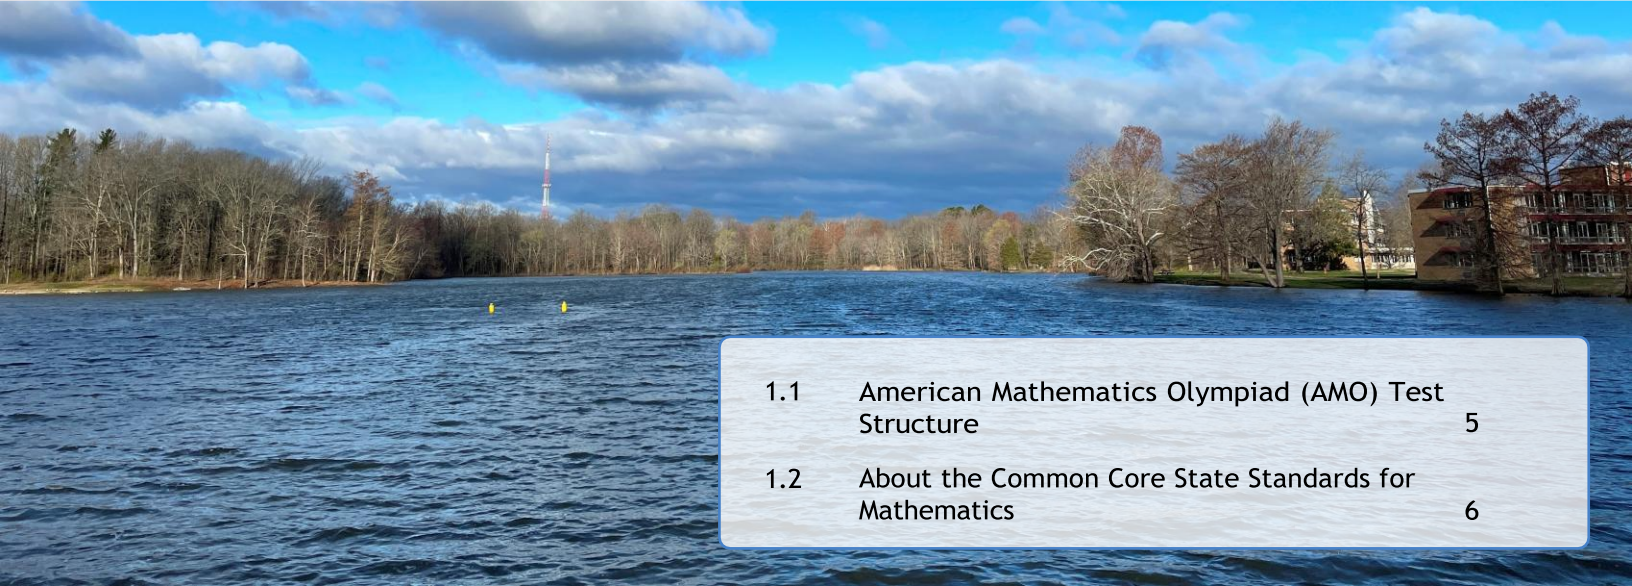 1.1 American Mathematics Olympiad (AMO) Test
Structure 5
1.2 About the Common Core State Standards for
Mathematics 6